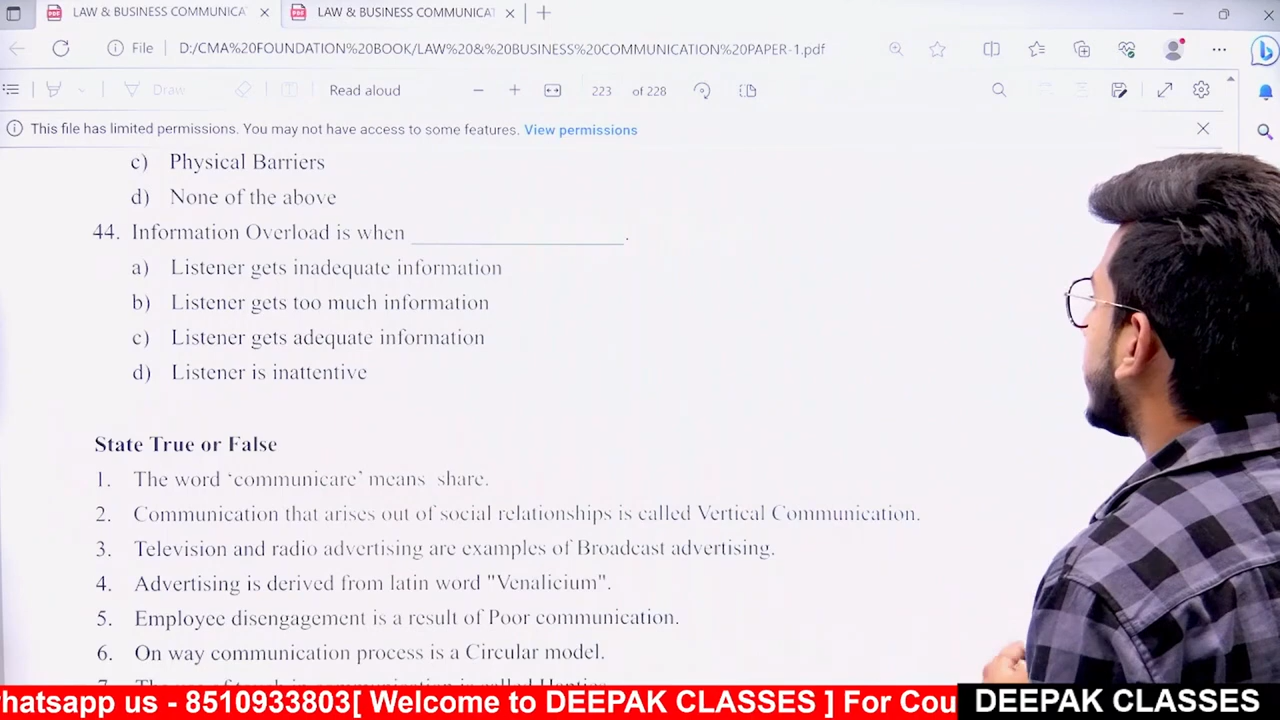 LAW & BUSINESS COMMUNICA
LAW & BUSINESS COMMUNICAT
File
D:/CMA%20FOUNDATION%20BOOK/LAW%20&%20BUSINESS%20COMMUNICATION%20PAPER-1.pdf
Draw
Read aloud
223 of 228
This file has limited permissions. You may not have access to some features. View permissions
c) Physical Barriers
d) None of the above
44. Information Overload is when ____________________.
a) Listener gets inadequate information
b) Listener gets too much information
c) Listener gets adequate information
d) Listener is inattentive
State True or False
1. The word ‘communicare’ means share.
2. Communication that arises out of social relationships is called Vertical Communication.
3. Television and radio advertising are examples of Broadcast advertising.
4. Advertising is derived from latin word "Venalicium".
5. Employee disengagement is a result of Poor communication.
6. On way communication process is a Circular model.
whatsapp us - 8510933803[ Welcome to DEEPAK CLASSES ] For Cou
DEEPAK CLASSES